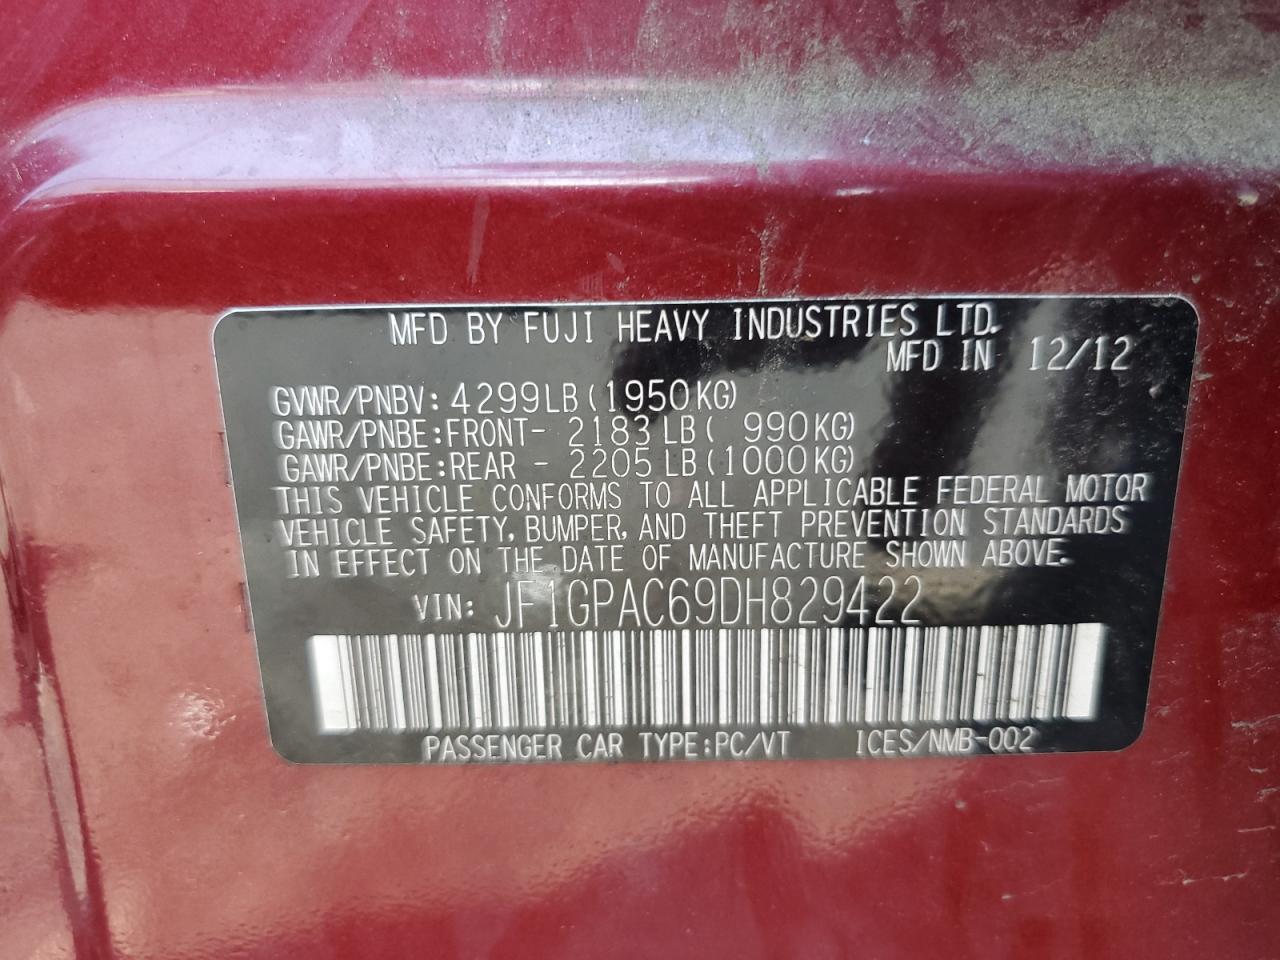 MFD BY FUJI HEAVY INDUSTRIES LTD.
MFD IN 12/12
GVWR/PNBV: 4299LB (1950KG)
GAWR/PNBE:FRONT- 2183 LB ( 990KG)
GAWR/PNBE:REAR - 2205 LB (1000KG)
THIS VEHICLE CONFORMS TO ALL APPLICABLE FEDERAL MOTOR
VEHICLE SAFETY, BUMPER, AND THEFT PREVENTION STANDARDS
IN EFFECT ON THE DATE OF MANUFACTURE SHOWN ABOVE.
VIN: JF1GPAC69DH829422
PASSENGER CAR TYPE:PC/VT ICES/NMB-002